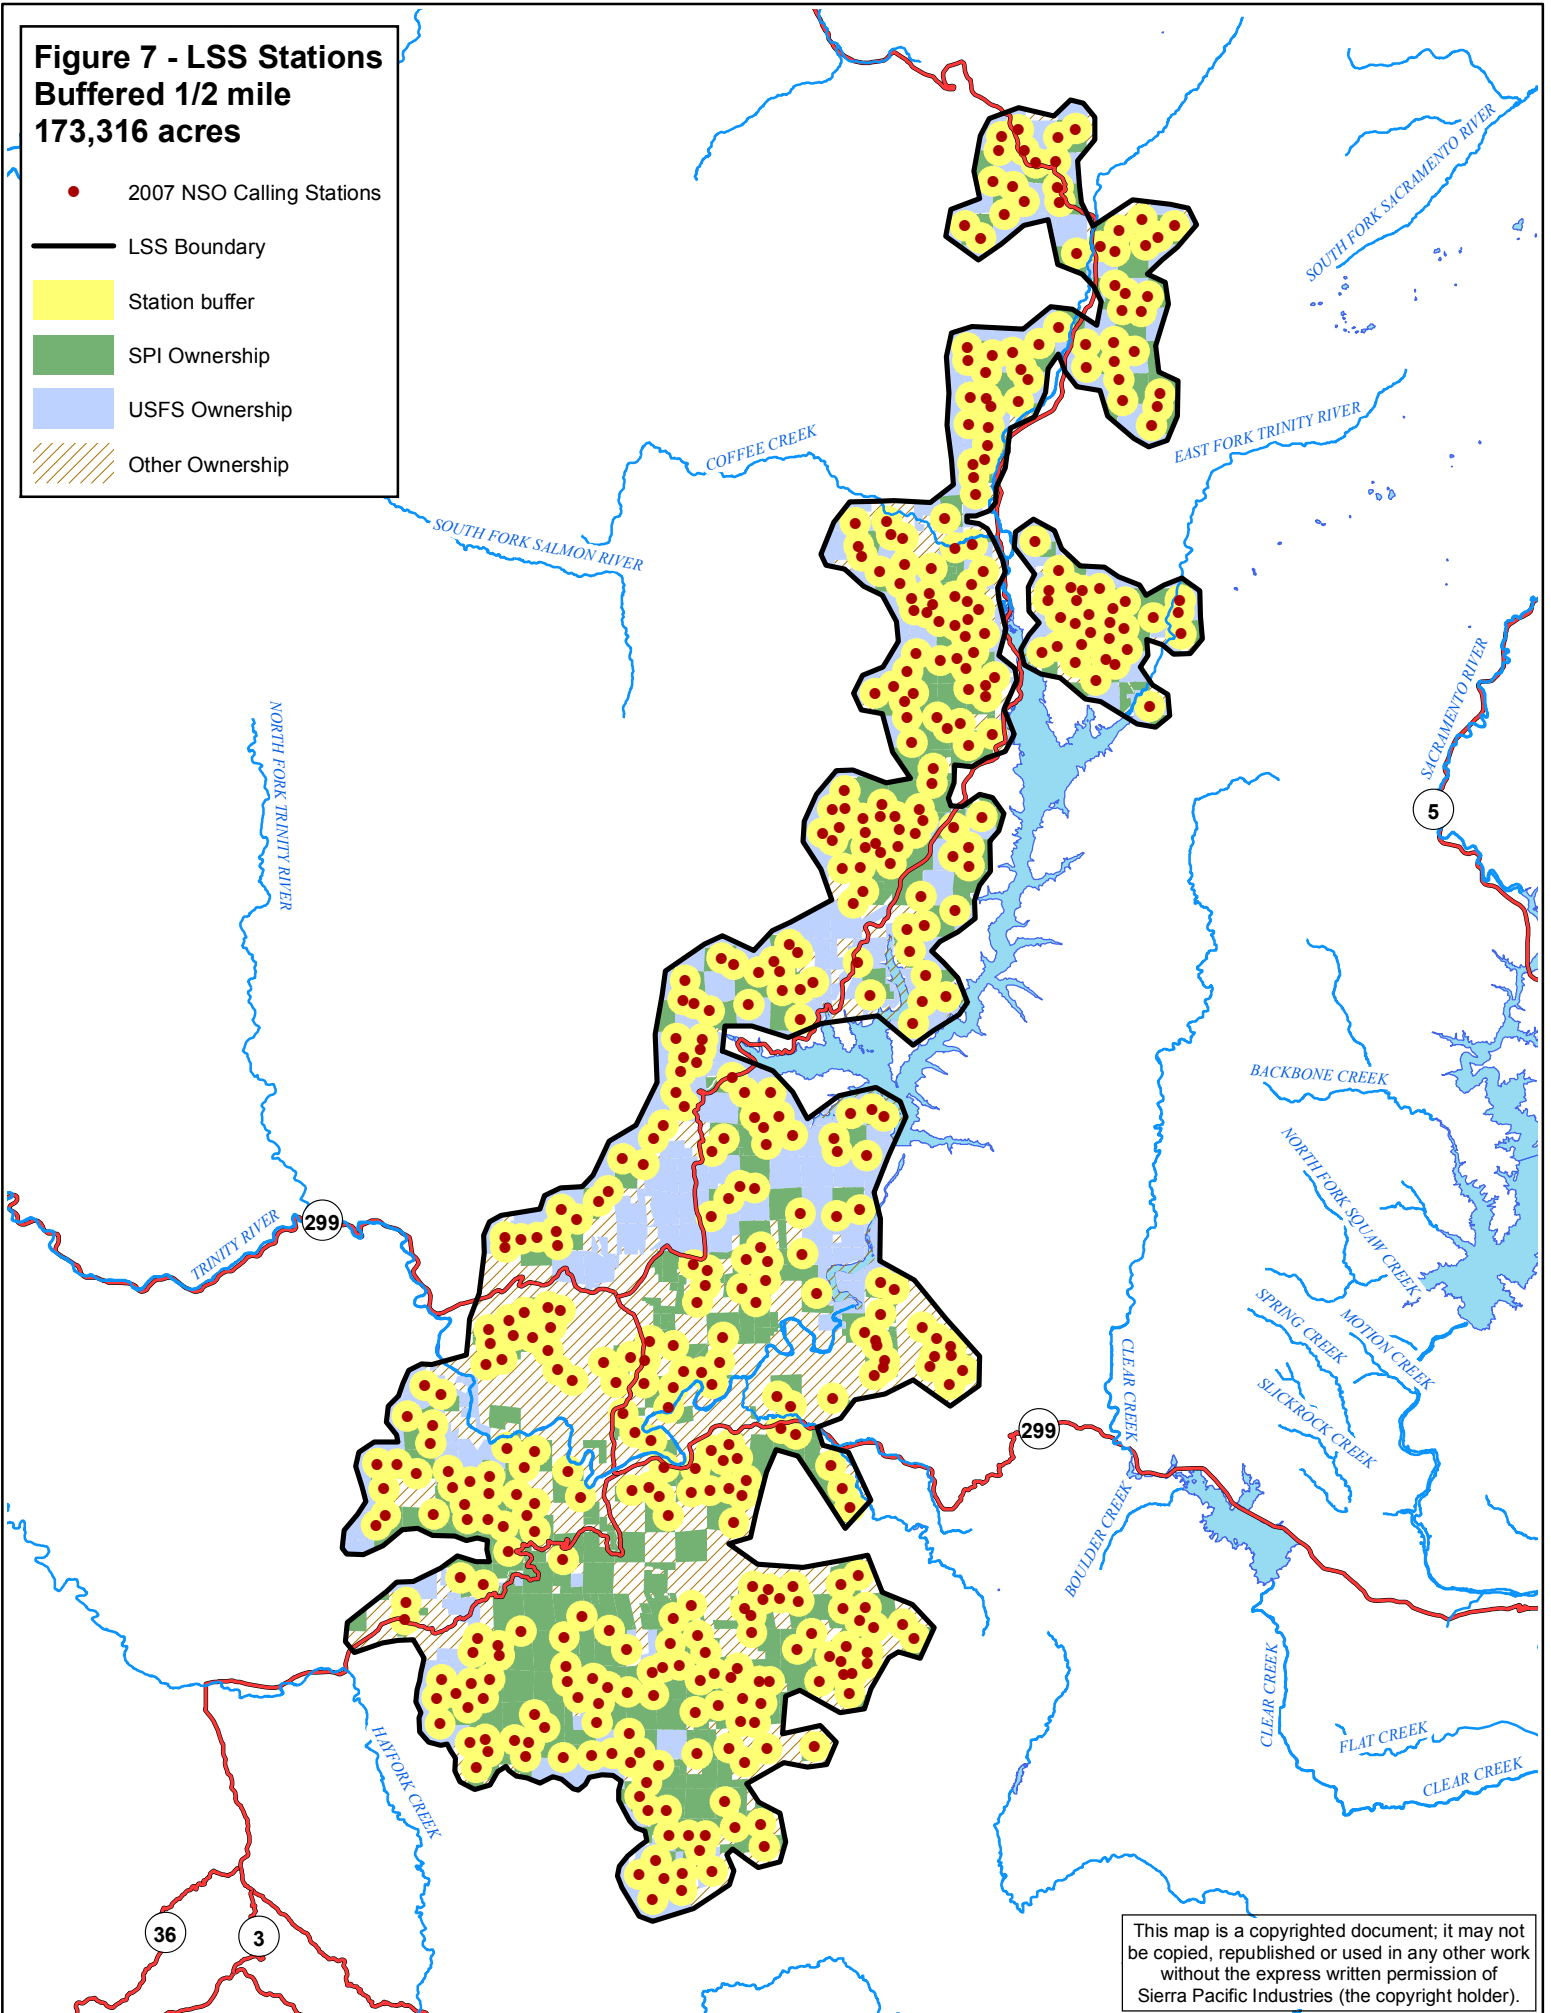 Figure 7 - LSS Stations
Buffered 1/2 mile
173,316 acres
2007 NSO Calling Stations
LSS Boundary
Station buffer
SPI Ownership
USFS Ownership
Other Ownership
SOUTH FORK SACRAMENTO RIVER
EAST FORK TRINITY RIVER
COFFEE CREEK
SOUTH FORK SALMON RIVER
NORTH FORK TRINITY RIVER
SACRAMENTO RIVER
5
BACKBONE CREEK
NORTH FORK SQUAW CREEK
TRINITY RIVER
299
SPRING CREEK
MOTION CREEK
SLICKROCK CREEK
CLEAR CREEK
299
BOULDER CREEK
CLEAR CREEK
HAYFORK CREEK
FLAT CREEK
CLEAR CREEK
36
3
This map is a copyrighted document; it may not
be copied, republished or used in any other work
without the express written permission of
Sierra Pacific Industries (the copyright holder).